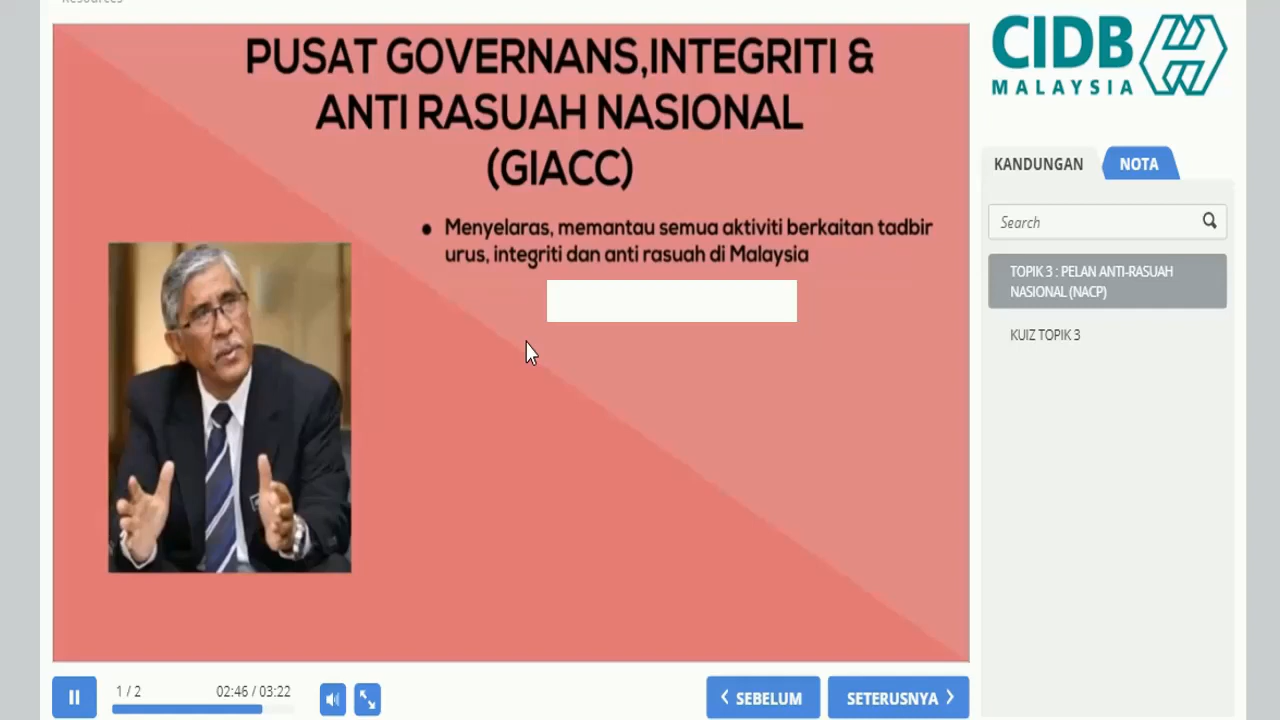 Resources
PUSAT GOVERNANS,INTEGRITI &
ANTI RASUAH NASIONAL
(GIACC)
• Menyelaras, memantau semua aktiviti berkaitan tadbir
urus, integriti dan anti rasuah di Malaysia
CIDB
MALAYSIA
KANDUNGAN
NOTA
Search
TOPIK 3 : PELAN ANTI-RASUAH
NASIONAL (NACP)
KUIZ TOPIK 3
1 / 2
02:46 / 03:22
SEBELUM
SETERUSNYA